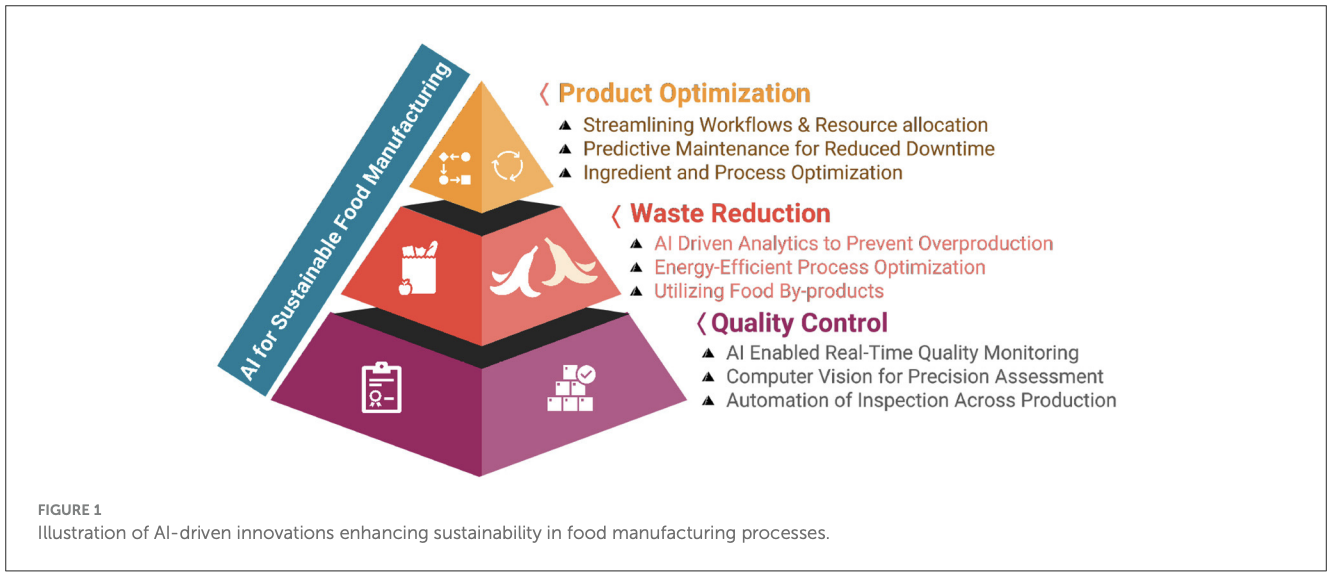 AI for Sustainable Food Manufacturing
Product Optimization
Streamlining Workflows & Resource allocation
Predictive Maintenance for Reduced Downtime
Ingredient and Process Optimization
Waste Reduction
AI Driven Analytics to Prevent Overproduction
Energy-Efficient Process Optimization
Utilizing Food By-products
Quality Control
AI Enabled Real-Time Quality Monitoring
Computer Vision for Precision Assessment
Automation of Inspection Across Production
FIGURE 1
Illustration of AI-driven innovations enhancing sustainability in food manufacturing processes.